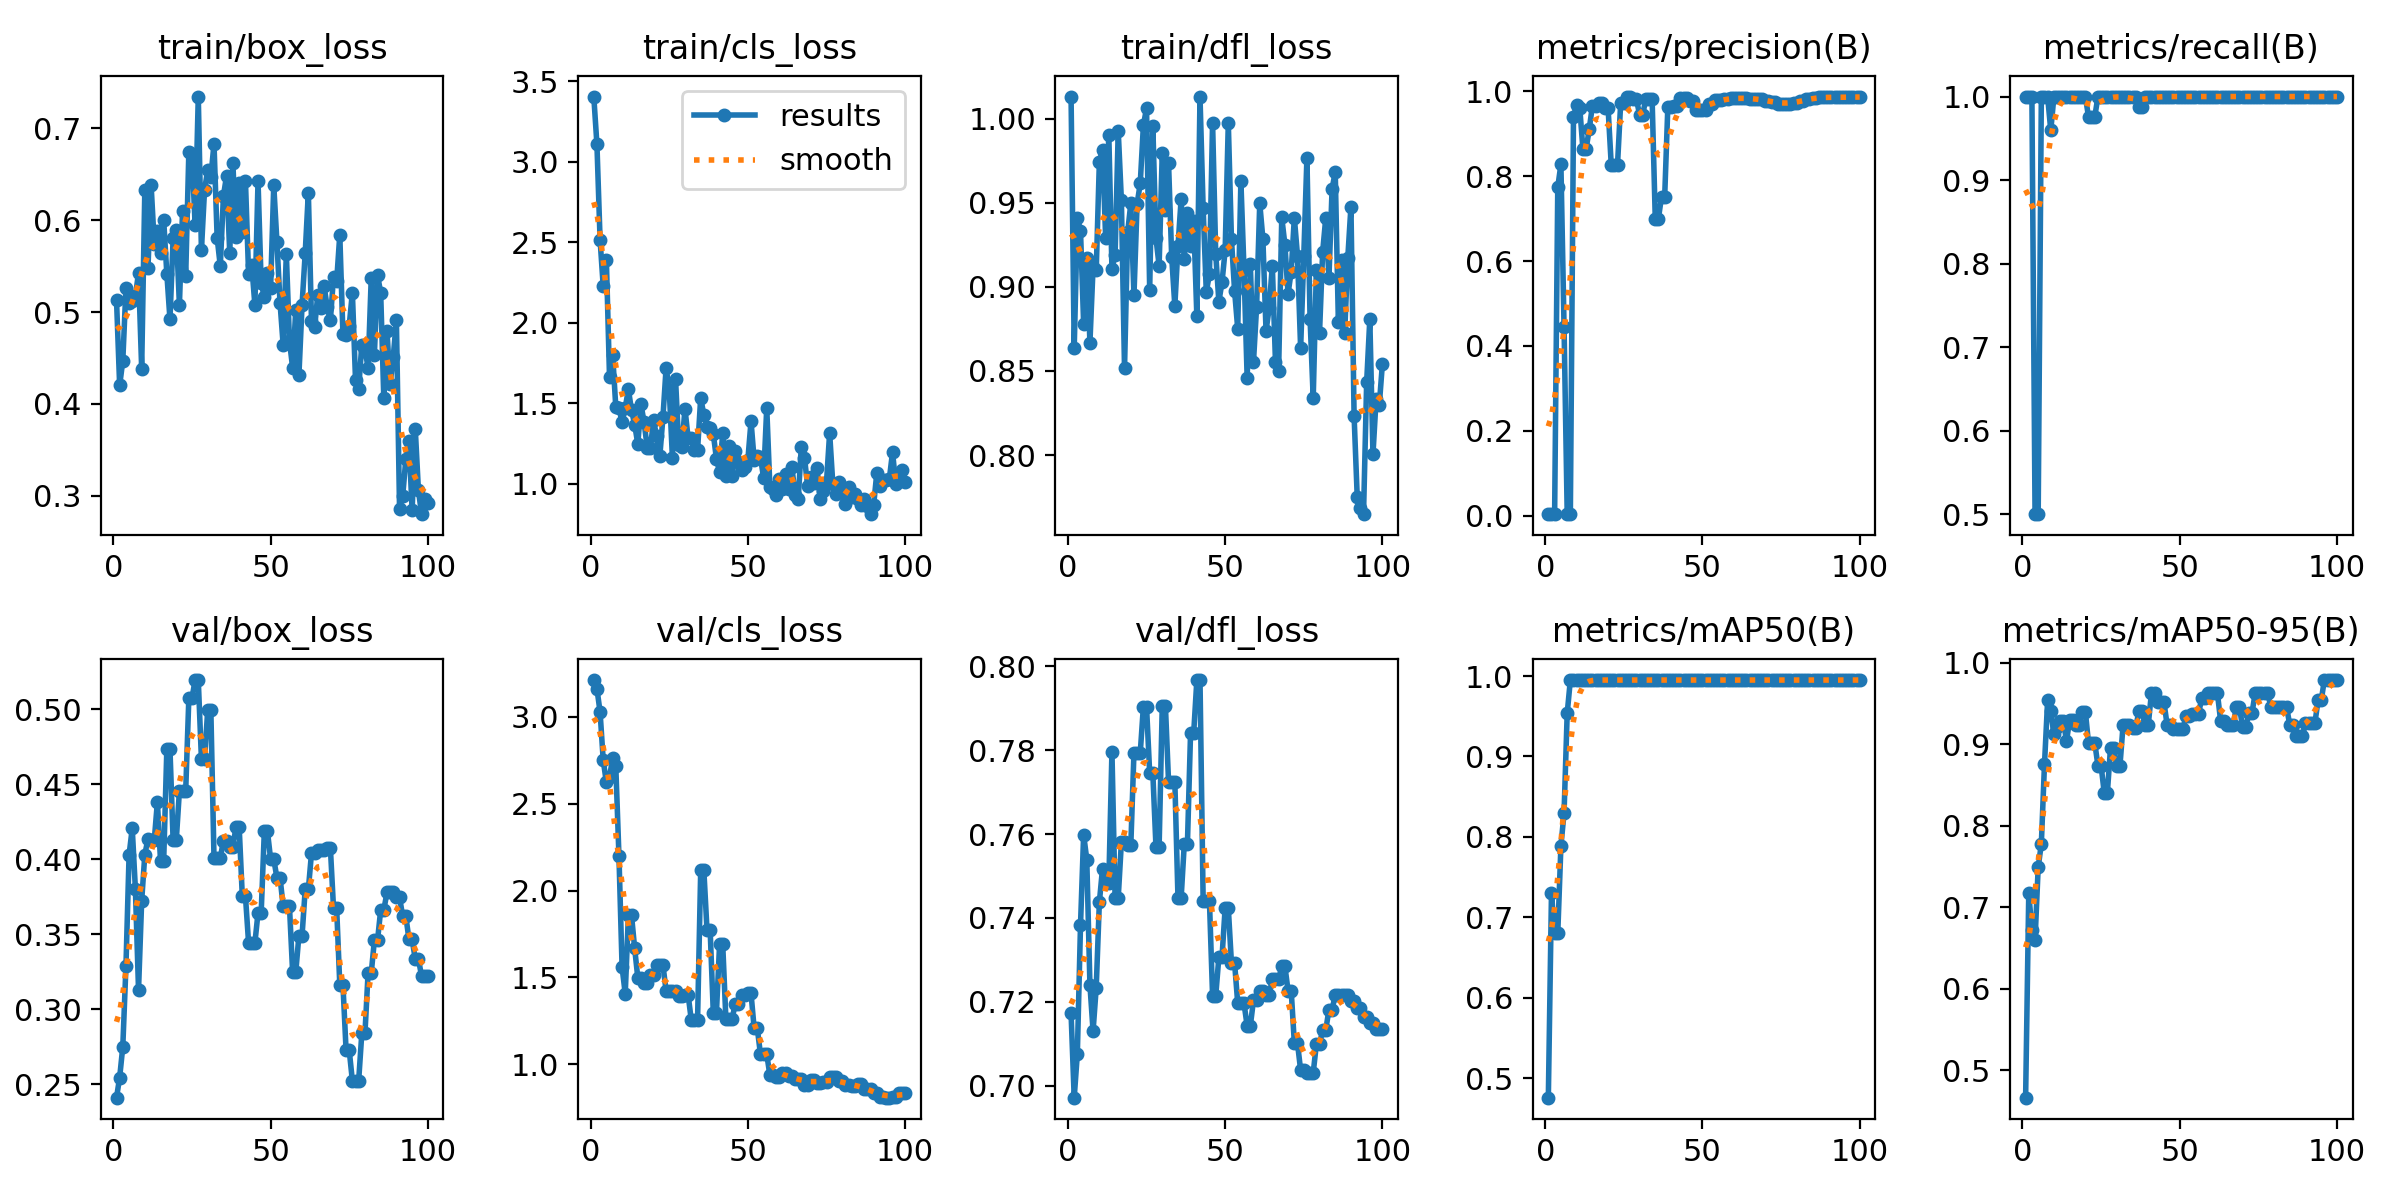 train/box_loss
0.7
0.6
0.5
0.4
0.3
0 50 100
train/cls_loss
3.5
3.0
2.5
2.0
1.5
1.0
0 50 100
results
smooth
train/dfl_loss
1.00
0.95
0.90
0.85
0.80
0 50 100
metrics/precision(B)
1.0
0.8
0.6
0.4
0.2
0.0
0 50 100
metrics/recall(B)
1.0
0.9
0.8
0.7
0.6
0.5
0 50 100
val/box_loss
0.50
0.45
0.40
0.35
0.30
0.25
0 50 100
val/cls_loss
3.0
2.5
2.0
1.5
1.0
0 50 100
val/dfl_loss
0.80
0.78
0.76
0.74
0.72
0.70
0 50 100
metrics/mAP50(B)
1.0
0.9
0.8
0.7
0.6
0.5
0 50 100
metrics/mAP50-95(B)
1.0
0.9
0.8
0.7
0.6
0.5
0 50 100